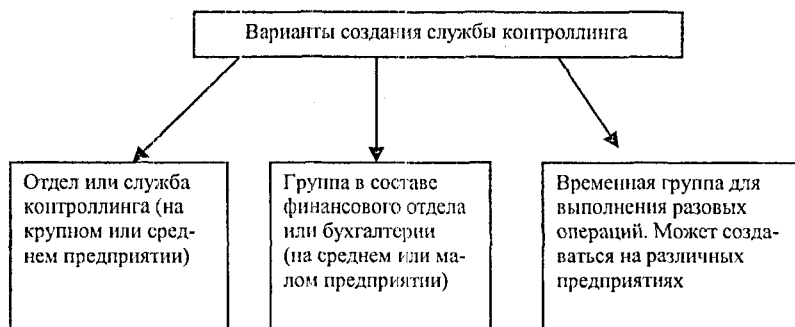 Варианты создания службы контроллинга
Отдел или служба
контроллинга (на
крупном или сред-
нем предприятии)
Группа в составе
финансового отдела
или бухгалтерии
(на среднем или ма-
лом предприятии)
Временная группа для
выполнения разовых
операций. Может созда-
ваться на различных
предприятиях